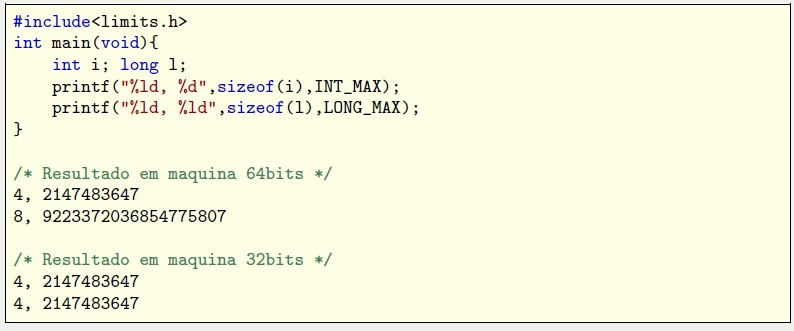 #include<limits.h>
int main(void){
    int i; long l;
    printf("%ld, %d",sizeof(i),INT_MAX);
    printf("%ld, %ld",sizeof(l),LONG_MAX);
}
/* Resultado em maquina 64bits */
4, 2147483647
8, 9223372036854775807
/* Resultado em maquina 32bits */
4, 2147483647
4, 2147483647